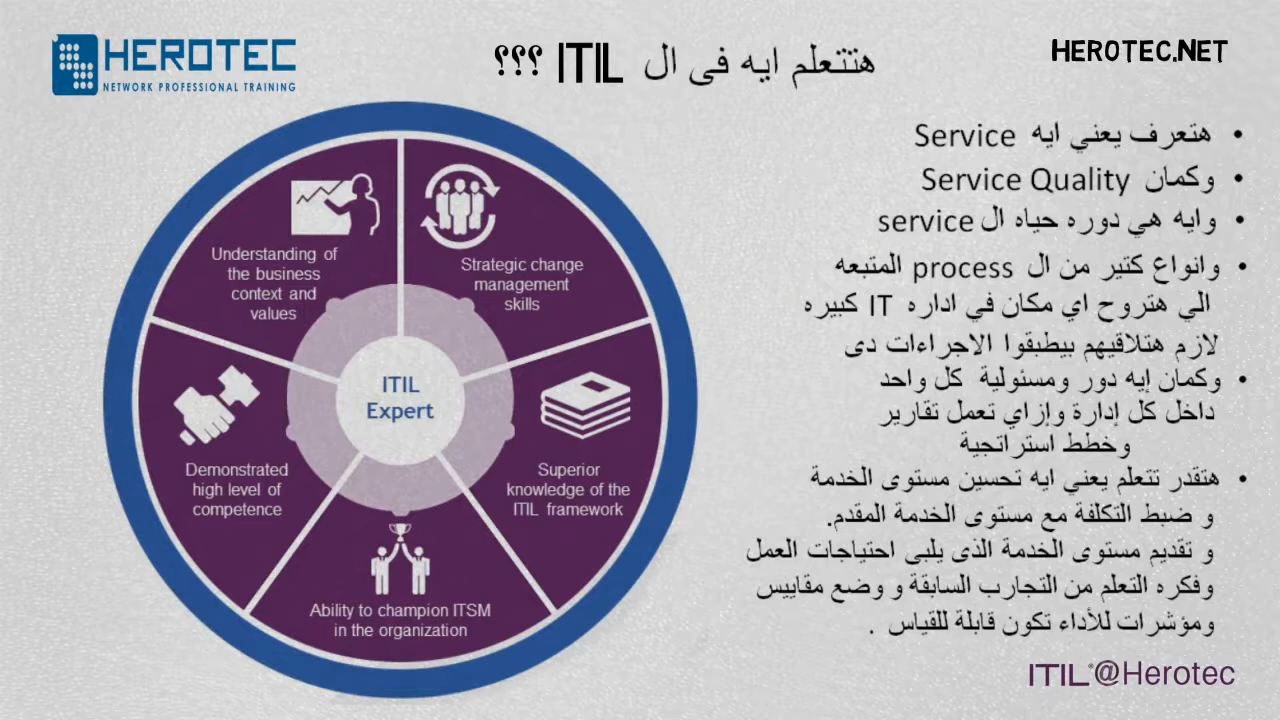 HEROTEC
NETWORK PROFESSIONAL TRAINING
هتتعلم ايه فى ال ITIL ؟؟؟
HEROTEC.NET
Understanding of
the business
context and
values
Strategic change
management
skills
ITIL
Expert
Demonstrated
high level of
competence
Superior
knowledge of the
ITIL framework
Ability to champion ITSM
in the organization
• هتعرف يعني ايه Service
• وكمان Service Quality
• وايه هي دوره حياه ال service
• وانواع كتير من ال process المتبعه
الي هتروح اي مكان في اداره IT كبيره
لازم هتلاقيهم بيطبقوا الاجراءات دى
• وكمان إيه دور ومسئولية كل واحد
داخل كل إدارة وإزاي تعمل تقارير
وخطط استراتجية
• هتقدر تتعلم يعني ايه تحسين مستوى الخدمة
و ضبط التكلفة مع مستوى الخدمة المقدم.
و تقديم مستوى الخدمة الذى يلبى احتياجات العمل
وفكره التعلم من التجارب السابقة و وضع مقاييس
ومؤشرات للأداء تكون قابلة للقياس .
ITIL®@Herotec